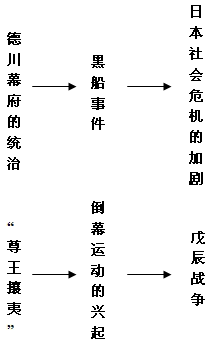 德川幕府的统治
黑船事件
日本社会危机的加剧
“尊王攘夷”
倒幕运动的兴起
戊辰战争